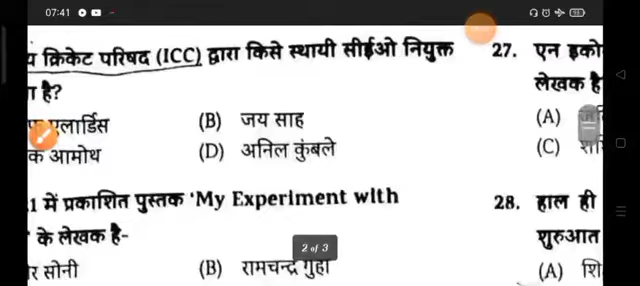 07:41
93
य क्रिकेट परिषद (ICC) द्वारा किसे स्थायी सीईओ नियुक्त
है?
एलार्डिस
(B) जय साह
क आमोथ
(D) अनिल कुंबले
1 में प्रकाशित पुस्तक ‘My Experiment with
के लेखक है-
र सोनी
(B) रामचन्द्र गुहा
2 of 3
27. एन इको
लेखक है
(A)
(C)
28. हाल ही
शुरुआत
(A) शि